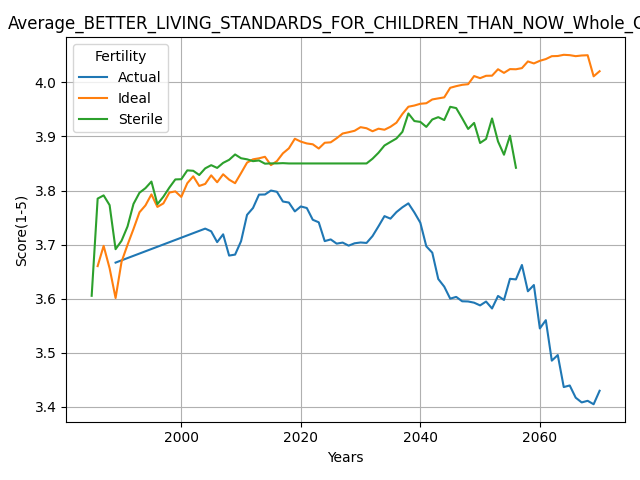 Average_BETTER_LIVING_STANDARDS_FOR_CHILDREN_THAN_NOW_Whole_
Fertility
Actual
Ideal
Sterile
4.0
3.9
3.8
3.7
3.6
3.5
3.4
Score(1-5)
2000
2020
2040
2060
Years